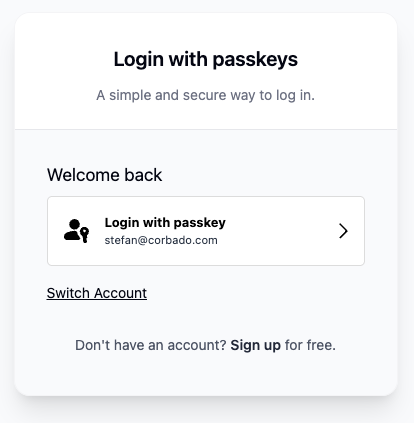 Login with passkeys
A simple and secure way to log in.
Welcome back
Login with passkey
stefan@corbado.com
Switch Account
Don't have an account? Sign up for free.